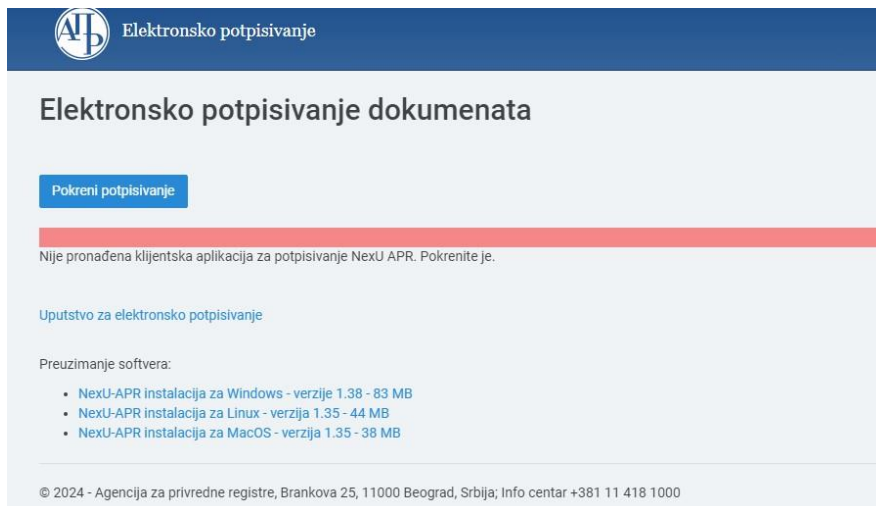 АПР
Elektronsko potpisivanje
Elektronsko potpisivanje dokumenata
Pokreni potpisivanje
Nije pronađena klijentska aplikacija za potpisivanje NexU APR. Pokrenite je.
Uputstvo za elektronsko potpisivanje
Preuzimanje softvera:
• NexU-APR instalacija za Windows - verzije 1.38 - 83 MB
• NexU-APR instalacija za Linux - verzija 1.35 - 44 MB
• NexU-APR instalacija za MacOS - verzija 1.35 - 38 MB
© 2024 - Agencija za privredne registre, Brankova 25, 11000 Beograd, Srbija; Info centar +381 11 418 1000